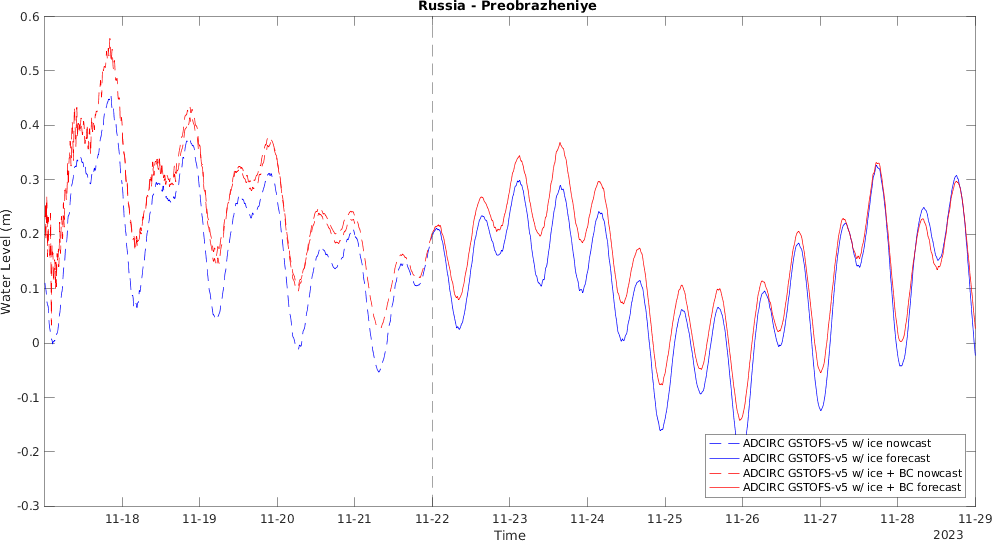 Russia - Preobrazheniye
Water Level (m)
0.6
0.5
0.4
0.3
0.2
0.1
0
-0.1
-0.2
-0.3
ADCIRC GSTOFS-v5 w/ ice nowcast
ADCIRC GSTOFS-v5 w/ ice forecast
ADCIRC GSTOFS-v5 w/ ice + BC nowcast
ADCIRC GSTOFS-v5 w/ ice + BC forecast
11-18 11-19 11-20 11-21 11-22 11-23 11-24 11-25 11-26 11-27 11-28 11-29
Time
2023